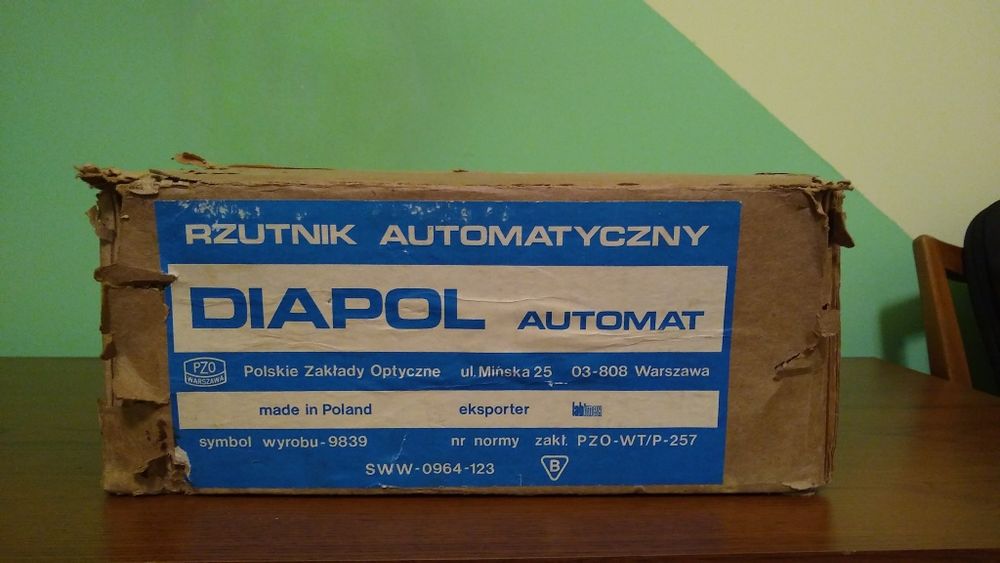 RZUTNIK AUTOMATYCZNY
DIAPOL AUTOMAT
PZO WARSZAWA Polskie Zakłady Optyczne ul.Mińska 25 03-808 Warszawa
made in Poland eksporter labimex
symbol wyrobu-9839 nr normy zakł. PZO-WT/P-257
SWW-0964-123 B